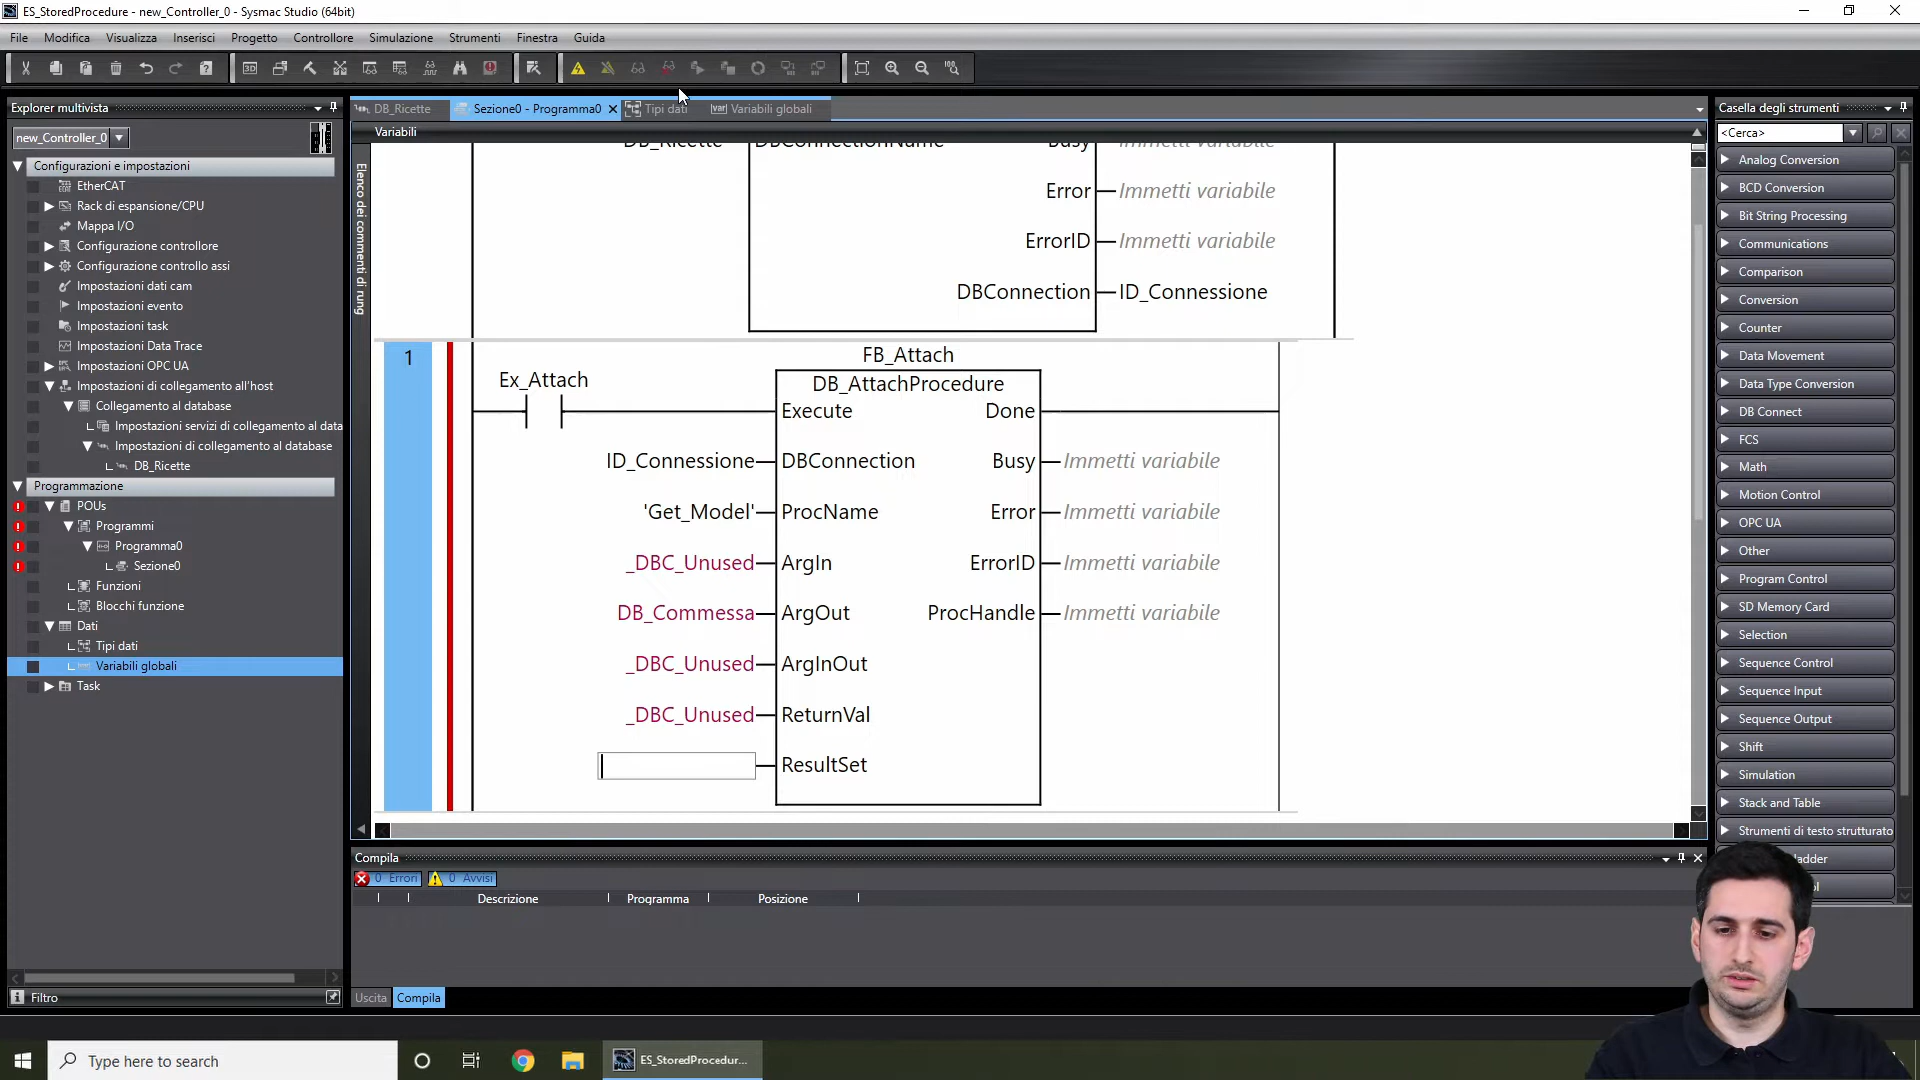 ES_StoredProcedure - new_Controller_0 - Sysmac Studio (64bit)
File Modifica Visualizza Inserisci Progetto Controllore Simulazione Strumenti Finestra Guida
Explorer multivista
new_Controller_0
Configurazioni e impostazioni
EtherCAT
Rack di espansione/CPU
Mappa I/O
Configurazione controllore
Configurazione controllo assi
Impostazioni dati cam
Impostazioni evento
Impostazioni task
Impostazioni Data Trace
Impostazioni OPC UA
Impostazioni di collegamento all'host
Collegamento al database
Impostazioni servizi di collegamento al data
Impostazioni di collegamento al database
DB_Ricette
Programmazione
POUs
Programmi
Programma0
Sezione0
Funzioni
Blocchi funzione
Dati
Tipi dati
Variabili globali
Task
Filtro
DB_Ricette Sezione0 - Programma0 Tipi dati var Variabili globali
Variabili
Elenco dei commenti di rung
DB_Ricette DBConnectionName Busy Immetti variabile
Error Immetti variabile
ErrorID Immetti variabile
DBConnection ID_Connessione
1
FB_Attach
Ex_Attach DB_AttachProcedure
Execute Done
ID_Connessione DBConnection Busy Immetti variabile
'Get_Model' ProcName Error Immetti variabile
_DBC_Unused ArgIn ErrorID Immetti variabile
DB_Commessa ArgOut ProcHandle Immetti variabile
_DBC_Unused ArgInOut
_DBC_Unused ReturnVal
ResultSet
Compila
0 Errori 0 Avvisi
Descrizione Programma Posizione
Uscita Compila
Casella degli strumenti
<Cerca>
Analog Conversion
BCD Conversion
Bit String Processing
Communications
Comparison
Conversion
Counter
Data Movement
Data Type Conversion
DB Connect
FCS
Math
Motion Control
OPC UA
Other
Program Control
SD Memory Card
Selection
Sequence Control
Sequence Input
Sequence Output
Shift
Simulation
Stack and Table
Strumenti di testo strutturato
Type here to search
ES_StoredProcedur...